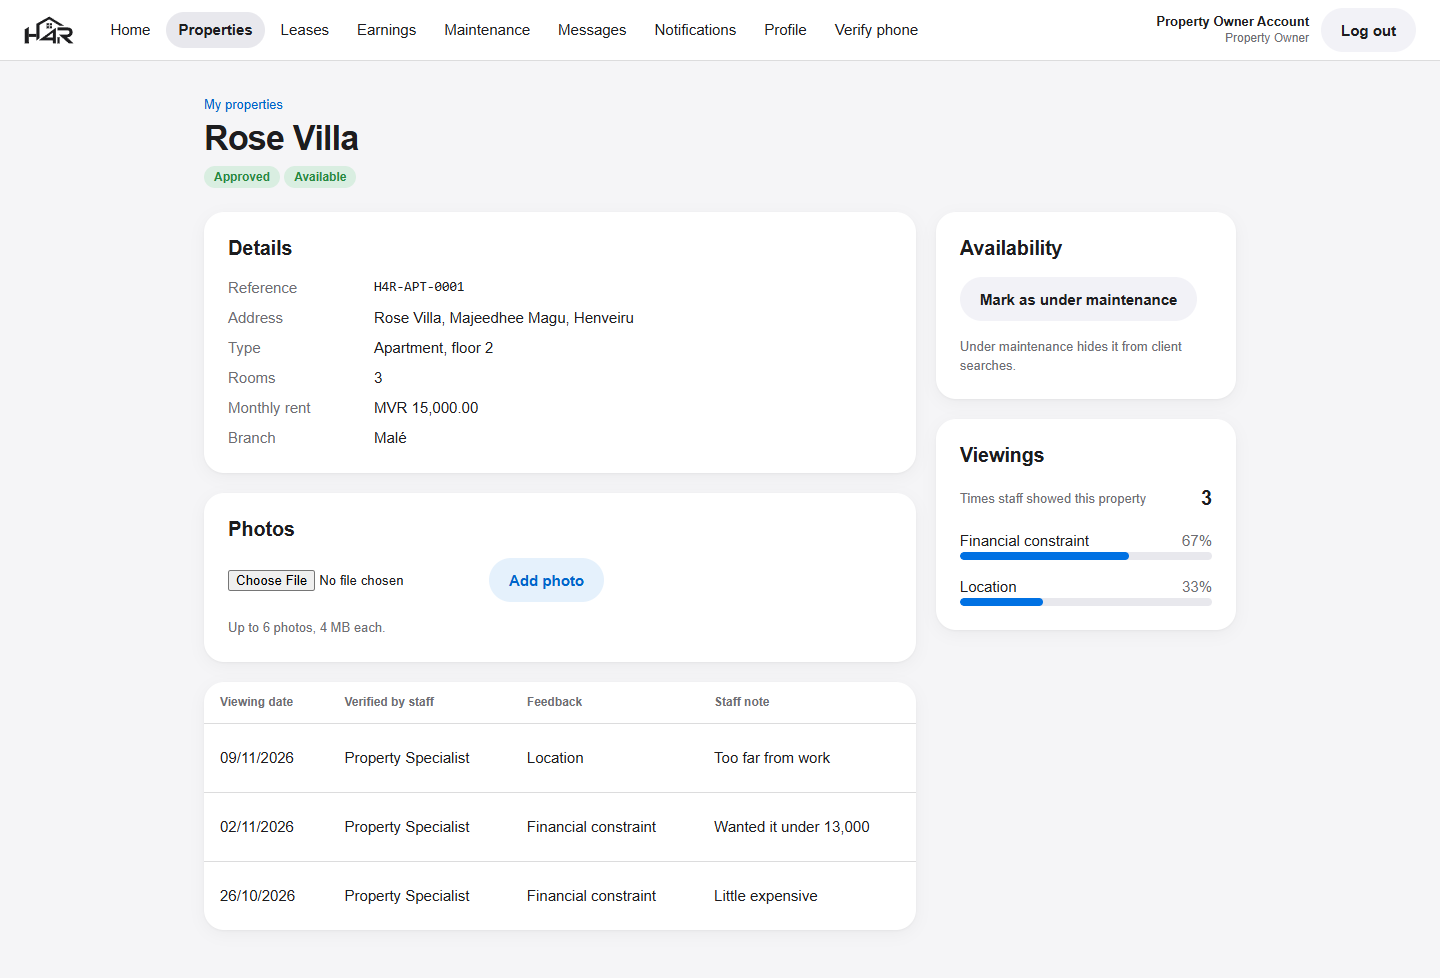 H4R
Home Properties Leases Earnings Maintenance Messages Notifications Profile Verify phone
Property Owner Account
Property Owner
Log out
My properties
Rose Villa
Approved Available
Details
Reference H4R-APT-0001
Address Rose Villa, Majeedhee Magu, Henveiru
Type Apartment, floor 2
Rooms 3
Monthly rent MVR 15,000.00
Branch Malé
Availability
Mark as under maintenance
Under maintenance hides it from client
searches.
Viewings
Times staff showed this property 3
Financial constraint 67%
Location 33%
Photos
Choose File No file chosen Add photo
Up to 6 photos, 4 MB each.
Viewing date Verified by staff Feedback Staff note
09/11/2026 Property Specialist Location Too far from work
02/11/2026 Property Specialist Financial constraint Wanted it under 13,000
26/10/2026 Property Specialist Financial constraint Little expensive